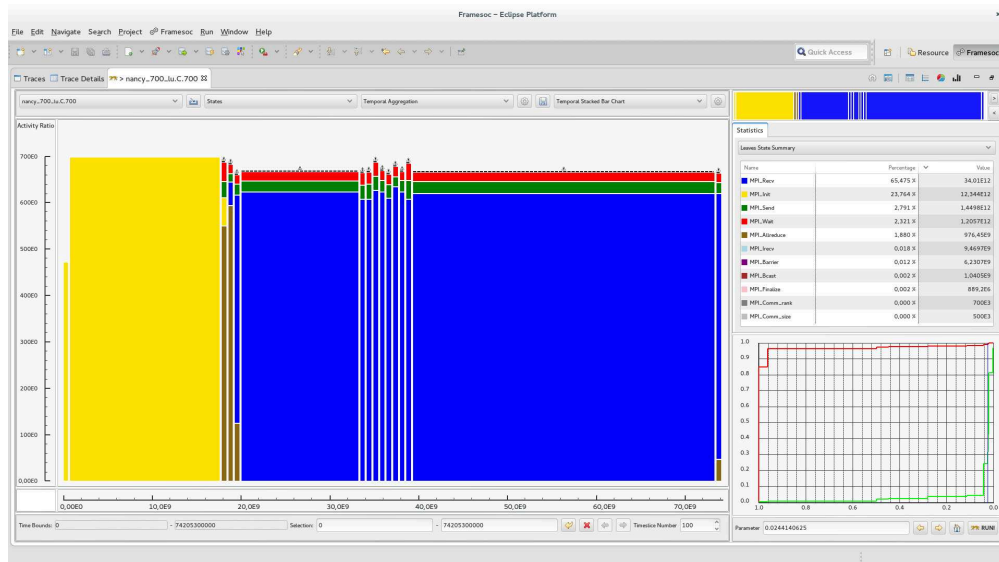 Framesoc - Eclipse Platform
File Edit Navigate Search Project Framesoc Run Window Help
Quick Access Resource Framesoc
Traces Trace Details > nancy_700_lu.C.700
nancy_700_lu.C.700 States Temporal Aggregation Temporal Stacked Bar Chart
Activity Ratio
700E0
600E0
500E0
400E0
300E0
200E0
100E0
0,00E0
0,00E0 10,0E9 20,0E9 30,0E9 40,0E9 50,0E9 60,0E9 70,0E9
Time Bounds: 0 - 74205300000 Selection: 0 - 74205300000 Timeslice Number 100
Statistics
Leaves State Summary
Name Percentage Value
MPI_Recv 65,475 % 34,01E12
MPI_Init 23,764 % 12,344E12
MPI_Send 2,791 % 1,4498E12
MPI_Wait 2,321 % 1,2057E12
MPI_Allreduce 1,880 % 976,45E9
MPI_Irecv 0,018 % 9,4697E9
MPI_Barrier 0,012 % 6,2307E9
MPI_Bcast 0,002 % 1,0405E9
MPI_Finalize 0,002 % 889,2E6
MPI_Comm_rank 0,000 % 700E3
MPI_Comm_size 0,000 % 500E3
1.0
0.9
0.8
0.7
0.6
0.5
0.4
0.3
0.2
0.1
0.0
1.0 0.8 0.6 0.4 0.2 0.0
Parameter 0.0244140625 RUN!